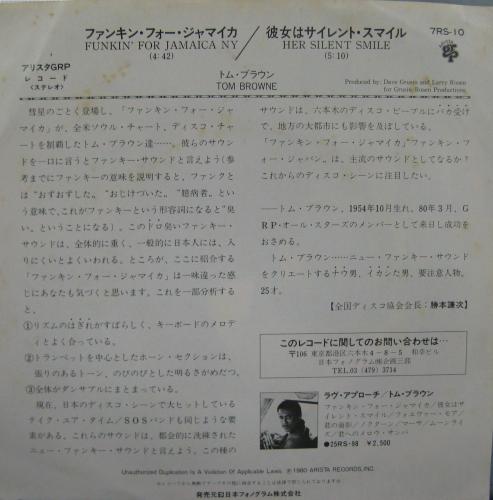 ファンキン・フォー・ジャマイカ/彼女はサイレント・スマイル
FUNKIN' FOR JAMAICA NY HER SILENT SMILE
(4:42) (5:10)
7RS-10
アリスタGRP
レコード
(ステレオ)
トム・ブラウン
TOM BROWNE
Produced by: Dave Grusin and Larry Rosen
for Grusin/Rosen Productions.
彗星のごとく登場し、「ファンキン・フォー・ジャ
マイカ」が、全米ソウル・チャート、ディスコ・チャ
ートを制覇したトム・ブラウン達……。彼らのサウン
ドを一口に言うとファンキー・サウンドと言えよう(参
考までにファンキーの意味を説明すると、ファンクと
は〝おずおずした〟〝おじけづいた〟〝臆病者〟とい
う意味で、これがファンキーという形容詞になると〝臭
い〟ということになる)。このドロ臭いファンキー・
サウンドは、全体的に重く、一般的に日本人には、入
りにくいとよくいわれる。ところが、ここに紹介する
「ファンキン・フォー・ジャマイカ」は一味違った感
じにあなたも気づくと思います。これを一部分析する
と、
①リズムのはぎれがすばらしく、キーボードのメロデ
ィとよく合っている。
②トランペットを中心としたホーン・セクションは、
張りのあるトーン、のびのびとした明るさがめだつ。
③全体がダンサブルにまとまっている。
現在、日本のディスコ・シーンで大ヒットしている
テイク・ユア・タイム/SOSバンドも同じような要
素がある。これらのサウンドは、都会的に洗練された
ニュー・ファンキー・サウンドと言えよう。この種の
サウンドは、六本木のディスコ・ピープルにバカ受け
で、地方の大都市にも影響を及ぼしている。
「ファンキン・フォー・ジャマイカ」ファンキン・フ
ォー・ジャパン。は、主流のサウンドとしてなるか?
これからのディスコ・シーンに注目したい。
──トム・ブラウン、1954年10月生れ、80年3月、G
RP・オール・スターズのメンバーとして来日し成功を
おさめる。
トム・ブラウン……ニュー・ファンキー・サウンド
をクリエートするナウ男、イカンた男、要注意人物。
25才。
【全国ディスコ協会会長:勝本謙次】
このレコードに関してのお問い合わせは…
〒106 東京都港区六本木4-8-5 和幸ビル
日本フォノグラム㈱企画三部
TEL.03(479)3714
ラヴ・アプローチ/トム・ブラウン
ファンキン・フォー・ジャマイカ/彼女はサ
イレント・スマイル/フォエヴァー・モア/
君の面影/ノクターン/マーサ/ムーンライ
ズ/君へのメロウ・サンバ
●25RS-98 ￥2,500
Unauthorized Duplication Is A Violation Of Applicable Laws. ℗1980 ARISTA RECORDS, INC.
発売元 日本フォノグラム株式会社